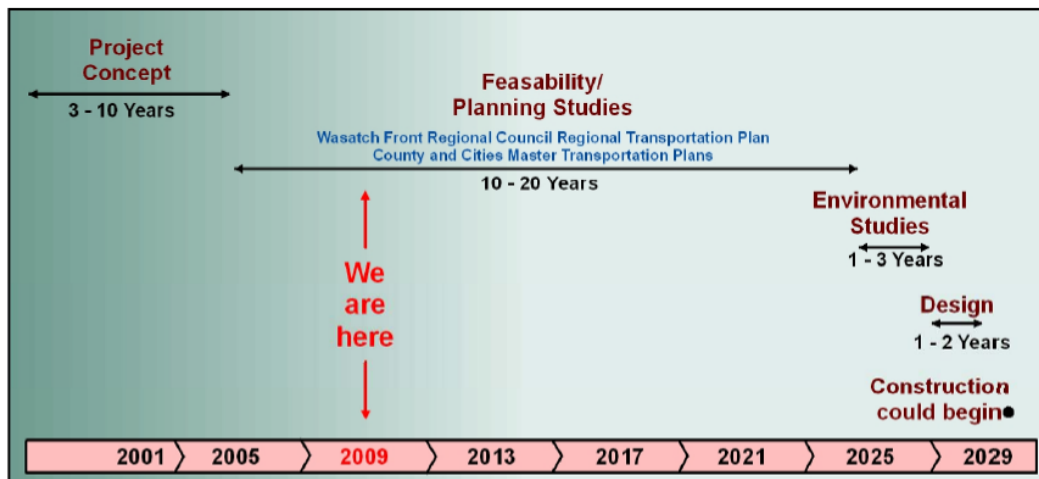 Project
Concept
3 - 10 Years
Feasability/
Planning Studies
Wasatch Front Regional Council Regional Transportation Plan
County and Cities Master Transportation Plans
10 - 20 Years
We
are
here
Environmental
Studies
1 - 3 Years
Design
1 - 2 Years
Construction
could begin
2001 2005 2009 2013 2017 2021 2025 2029